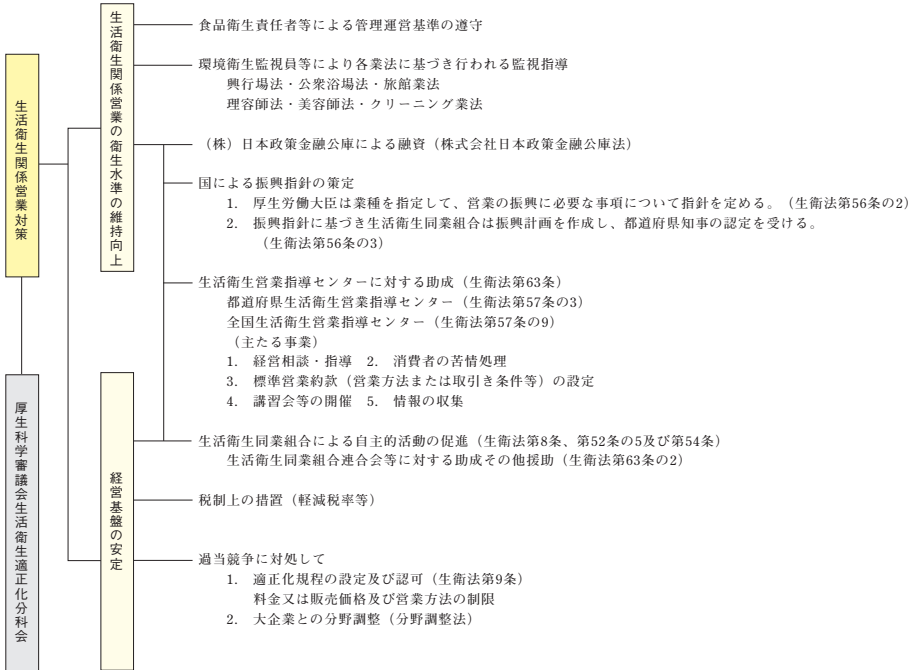 生活衛生関係営業対策
厚生科学審議会生活衛生適正化分科会
生活衛生関係営業の衛生水準の維持向上
経営基盤の安定
食品衛生責任者等による管理運営基準の遵守
環境衛生監視員等により各業法に基づき行われる監視指導
興行場法・公衆浴場法・旅館業法
理容師法・美容師法・クリーニング業法
（株）日本政策金融公庫による融資（株式会社日本政策金融公庫法）
国による振興指針の策定
1. 厚生労働大臣は業種を指定して、営業の振興に必要な事項について指針を定める。（生衛法第56条の2）
2. 振興指針に基づき生活衛生同業組合は振興計画を作成し、都道府県知事の認定を受ける。
（生衛法第56条の3）
生活衛生営業指導センターに対する助成（生衛法第63条）
都道府県生活衛生営業指導センター（生衛法第57条の3）
全国生活衛生営業指導センター（生衛法第57条の9）
（主たる事業）
1. 経営相談・指導 2. 消費者の苦情処理
3. 標準営業約款（営業方法または取引き条件等）の設定
4. 講習会等の開催 5. 情報の収集
生活衛生同業組合による自主的活動の促進（生衛法第8条、第52条の5及び第54条）
生活衛生同業組合連合会等に対する助成その他援助（生衛法第63条の2）
税制上の措置（軽減税率等）
過当競争に対処して
1. 適正化規程の設定及び認可（生衛法第9条）
料金又は販売価格及び営業方法の制限
2. 大企業との分野調整（分野調整法）